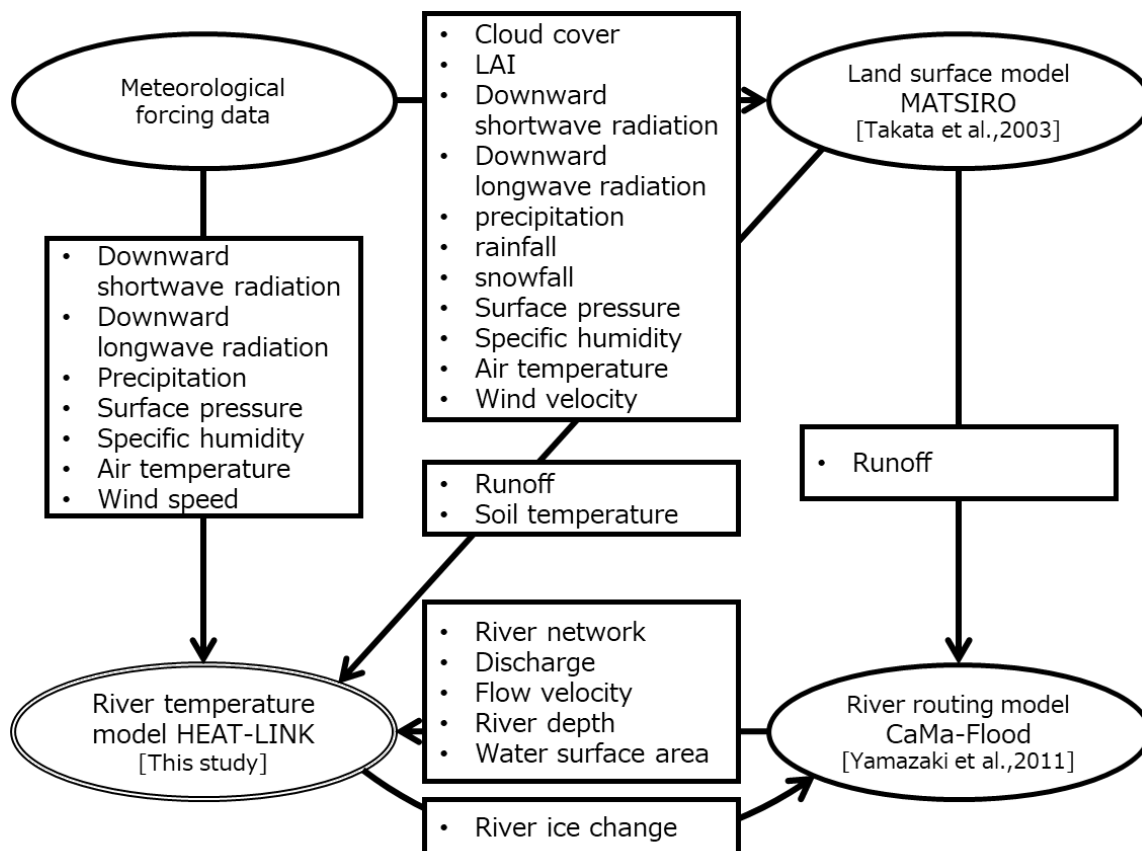 Meteorological
forcing data
• Cloud cover
• LAI
• Downward
shortwave radiation
• Downward
longwave radiation
• precipitation
• rainfall
• snowfall
• Surface pressure
• Specific humidity
• Air temperature
• Wind velocity
Land surface model
MATSIRO
[Takata et al.,2003]
• Downward
shortwave radiation
• Downward
longwave radiation
• Precipitation
• Surface pressure
• Specific humidity
• Air temperature
• Wind speed
• Runoff
• Soil temperature
• Runoff
River temperature
model HEAT-LINK
[This study]
• River network
• Discharge
• Flow velocity
• River depth
• Water surface area
River routing model
CaMa-Flood
[Yamazaki et al.,2011]
• River ice change